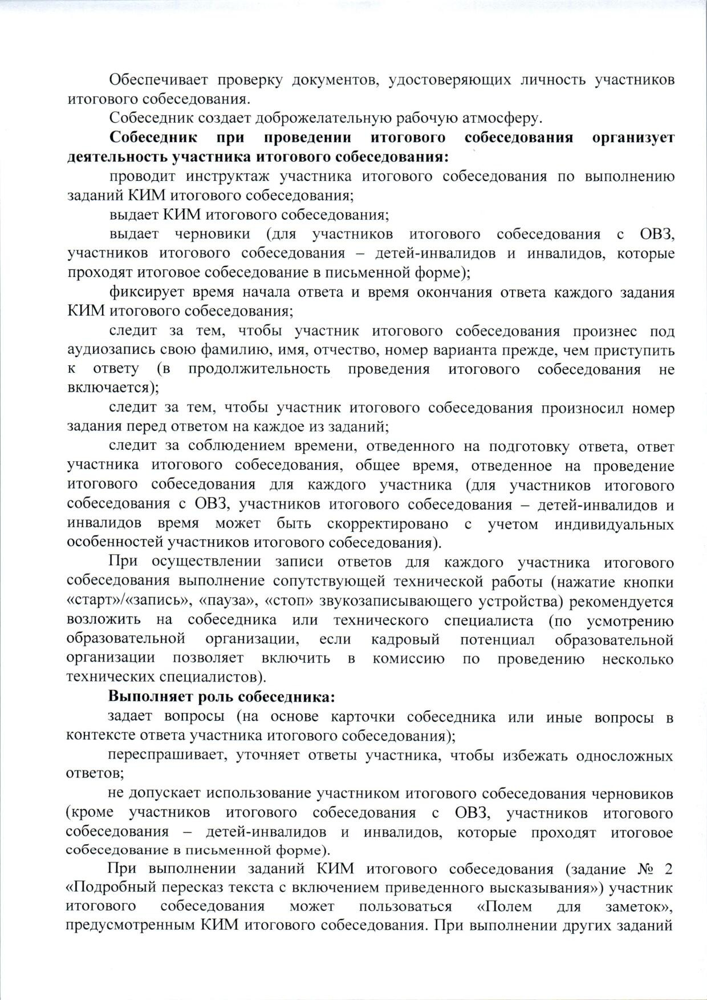 Обеспечивает проверку документов, удостоверяющих личность участников
итогового собеседования.
Собеседник создает доброжелательную рабочую атмосферу.
Собеседник при проведении итогового собеседования организует
деятельность участника итогового собеседования:
проводит инструктаж участника итогового собеседования по выполнению
заданий КИМ итогового собеседования;
выдает КИМ итогового собеседования;
выдает черновики (для участников итогового собеседования с ОВЗ,
участников итогового собеседования – детей-инвалидов и инвалидов, которые
проходят итоговое собеседование в письменной форме);
фиксирует время начала ответа и время окончания ответа каждого задания
КИМ итогового собеседования;
следит за тем, чтобы участник итогового собеседования произнес под
аудиозапись свою фамилию, имя, отчество, номер варианта прежде, чем приступить
к ответу (в продолжительность проведения итогового собеседования не
включается);
следит за тем, чтобы участник итогового собеседования произносил номер
задания перед ответом на каждое из заданий;
следит за соблюдением времени, отведенного на подготовку ответа, ответ
участника итогового собеседования, общее время, отведенное на проведение
итогового собеседования для каждого участника (для участников итогового
собеседования с ОВЗ, участников итогового собеседования – детей-инвалидов и
инвалидов время может быть скорректировано с учетом индивидуальных
особенностей участников итогового собеседования).
При осуществлении записи ответов для каждого участника итогового
собеседования выполнение сопутствующей технической работы (нажатие кнопки
«старт»/«запись», «пауза», «стоп» звукозаписывающего устройства) рекомендуется
возложить на собеседника или технического специалиста (по усмотрению
образовательной организации, если кадровый потенциал образовательной
организации позволяет включить в комиссию по проведению несколько
технических специалистов).
Выполняет роль собеседника:
задает вопросы (на основе карточки собеседника или иные вопросы в
контексте ответа участника итогового собеседования);
переспрашивает, уточняет ответы участника, чтобы избежать односложных
ответов;
не допускает использование участником итогового собеседования черновиков
(кроме участников итогового собеседования с ОВЗ, участников итогового
собеседования – детей-инвалидов и инвалидов, которые проходят итоговое
собеседование в письменной форме).
При выполнении заданий КИМ итогового собеседования (задание № 2
«Подробный пересказ текста с включением приведенного высказывания») участник
итогового собеседования может пользоваться «Полем для заметок»,
предусмотренным КИМ итогового собеседования. При выполнении других заданий